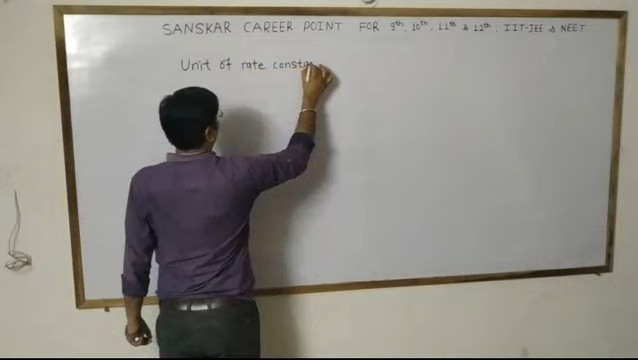 SANSKAR CAREER POINT FOR 9th, 10th, 11th & 12th, IIT-JEE & NEET
Unit of rate